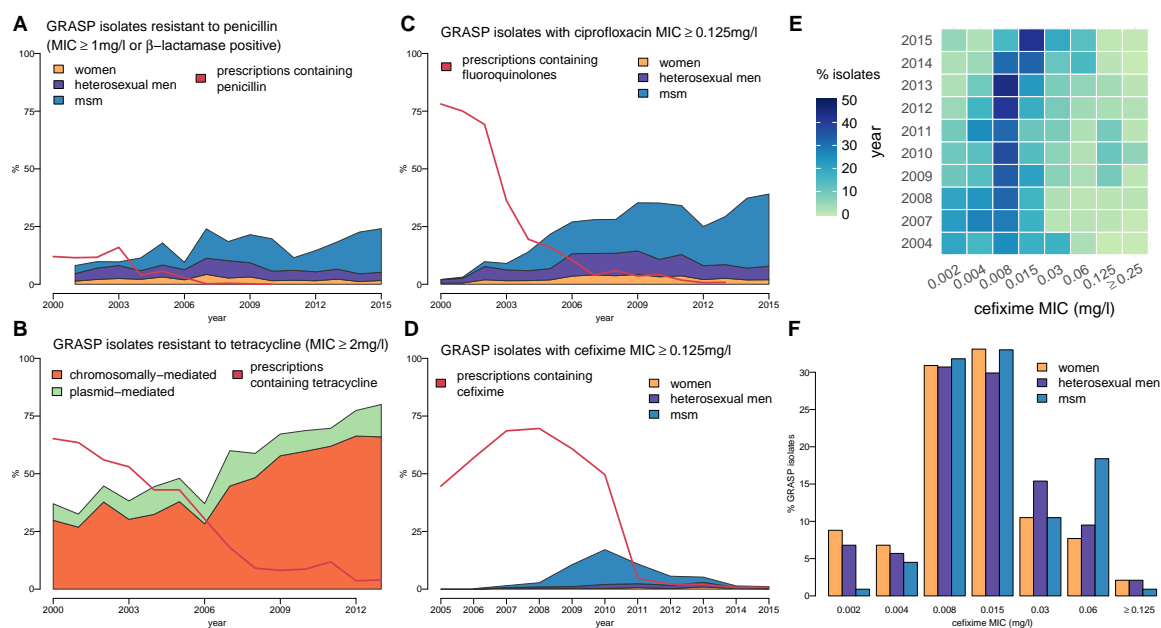 A
GRASP isolates resistant to penicillin
(MIC ≥ 1mg/l or β−lactamase positive)
women
heterosexual men
msm
prescriptions containing
penicillin
100
75
50
25
0
%
2000 2003 2006 2009 2012 2015
year
B
GRASP isolates resistant to tetracycline (MIC ≥ 2mg/l)
chromosomally−mediated
plasmid−mediated
prescriptions
containing tetracycline
100
75
50
25
0
%
2000 2003 2006 2009 2012
year
C
GRASP isolates with ciprofloxacin MIC ≥ 0.125mg/l
prescriptions containing
fluoroquinolones
women
heterosexual men
msm
100
75
50
25
0
%
2000 2003 2006 2009 2012 2015
year
D
GRASP isolates with cefixime MIC ≥ 0.125mg/l
prescriptions containing
cefixime
women
heterosexual men
msm
100
75
50
25
0
%
2005 2006 2007 2008 2009 2010 2011 2012 2013 2014 2015
year
E
% isolates
50
40
30
20
10
0
year
2015
2014
2013
2012
2011
2010
2009
2008
2007
2004
0.002 0.004 0.008 0.015 0.03 0.06 0.125 ≥ 0.25
cefixime MIC (mg/l)
F
women
heterosexual men
msm
30
25
20
15
10
5
0
% GRASP isolates
0.002 0.004 0.008 0.015 0.03 0.06 ≥ 0.125
cefixime MIC (mg/l)